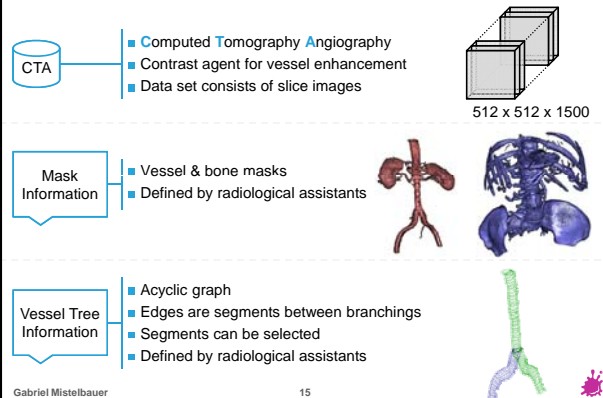 CTA
Computed Tomography Angiography
Contrast agent for vessel enhancement
Data set consists of slice images
512 x 512 x 1500
Mask
Information
Vessel & bone masks
Defined by radiological assistants
Vessel Tree
Information
Acyclic graph
Edges are segments between branchings
Segments can be selected
Defined by radiological assistants
Gabriel Mistelbauer
15